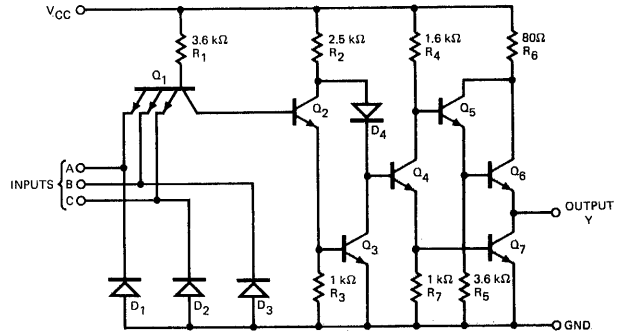 VCC
3.6 kΩ
R1
2.5 kΩ
R2
1.6 kΩ
R4
80Ω
R6
Q1
Q2
D4
Q5
Q4
Q6
INPUTS
A
B
C
OUTPUT
Y
Q3
Q7
D1
D2
D3
1 kΩ
R3
1 kΩ
R7
3.6 kΩ
R5
GND